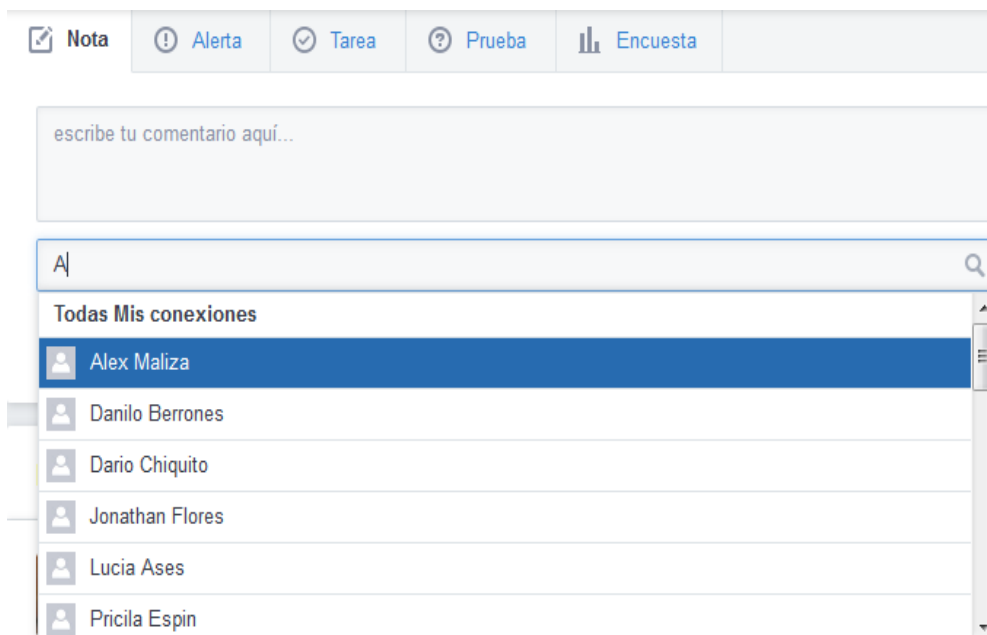 Nota Alerta Tarea Prueba Encuesta
escribe tu comentario aquí...
A
Todas Mis conexiones
Alex Maliza
Danilo Berrones
Dario Chiquito
Jonathan Flores
Lucia Ases
Pricila Espin